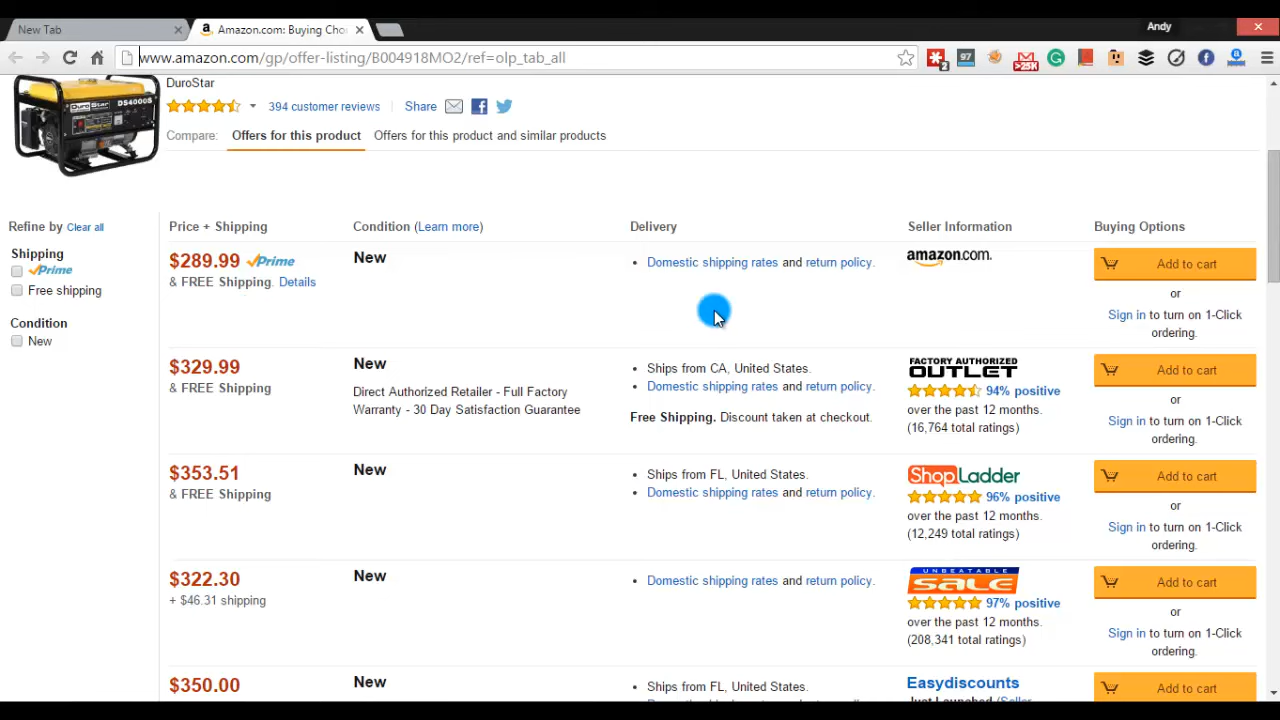 New Tab
Amazon.com: Buying Cho
Andy
www.amazon.com/gp/offer-listing/B004918MO2/ref=olp_tab_all
2
97
>25K
DuroStar
DuroStar DS4000S
394 customer reviews
Share
Compare: Offers for this product Offers for this product and similar products
Refine by Clear all
Shipping
Prime
Free shipping
Condition
New
Price + Shipping Condition (Learn more) Delivery Seller Information Buying Options
$289.99 Prime
& FREE Shipping. Details
New
Domestic shipping rates and return policy.
amazon.com.
Add to cart
or
Sign in to turn on 1-Click
ordering.
$329.99
& FREE Shipping
New
Direct Authorized Retailer - Full Factory
Warranty - 30 Day Satisfaction Guarantee
Ships from CA, United States.
Domestic shipping rates and return policy.
Free Shipping. Discount taken at checkout.
FACTORY AUTHORIZED
OUTLET
94% positive
over the past 12 months.
(16,764 total ratings)
Add to cart
or
Sign in to turn on 1-Click
ordering.
$353.51
& FREE Shipping
New
Ships from FL, United States.
Domestic shipping rates and return policy.
ShopLadder
96% positive
over the past 12 months.
(12,249 total ratings)
Add to cart
or
Sign in to turn on 1-Click
ordering.
$322.30
+ $46.31 shipping
New
Domestic shipping rates and return policy.
UNBEATABLE
SALE
97% positive
over the past 12 months.
(208,341 total ratings)
Add to cart
or
Sign in to turn on 1-Click
ordering.
$350.00
New
Ships from FL, United States.
Easydiscounts
Just Launched (Seller
Add to cart